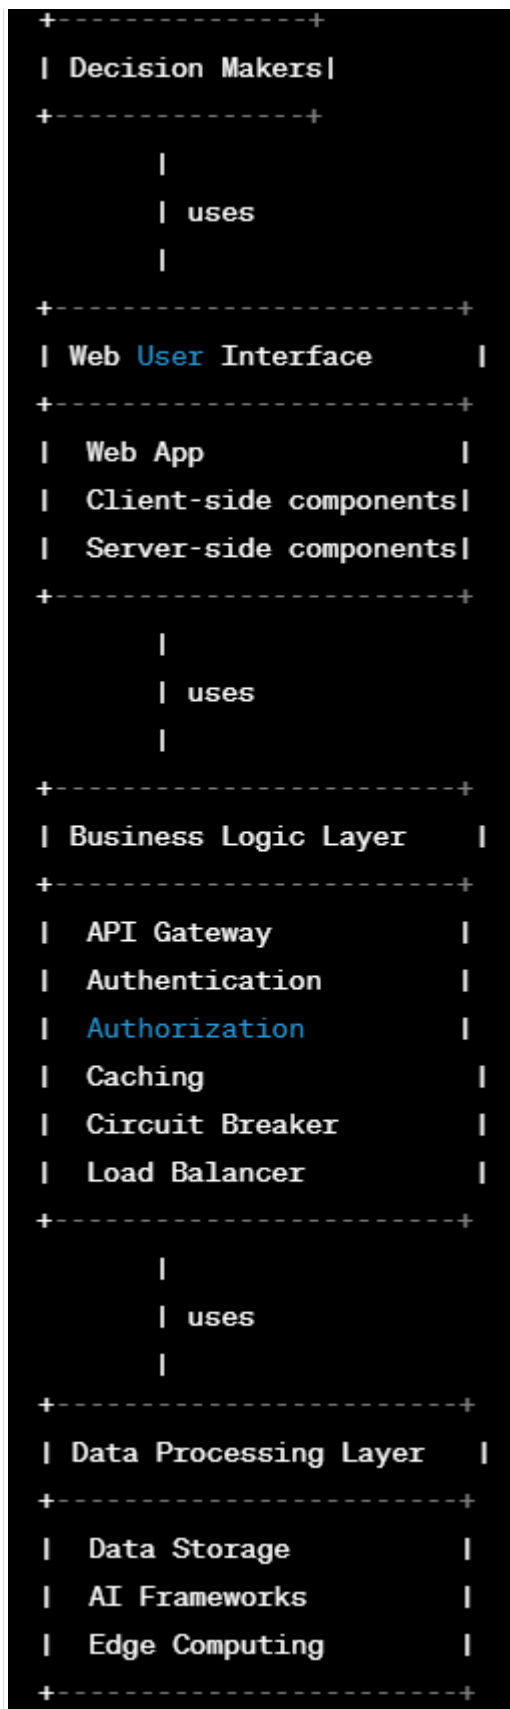 +---------------+
| Decision Makers|
+---------------+
        |
        | uses
        |
+------------------------+
| Web User Interface      |
+------------------------+
|  Web App               |
|  Client-side components|
|  Server-side components|
+------------------------+
        |
        | uses
        |
+------------------------+
| Business Logic Layer    |
+------------------------+
|  API Gateway           |
|  Authentication        |
|  Authorization         |
|  Caching                |
|  Circuit Breaker        |
|  Load Balancer          |
+------------------------+
        |
        | uses
        |
+------------------------+
| Data Processing Layer   |
+------------------------+
|  Data Storage          |
|  AI Frameworks         |
|  Edge Computing        |
+------------------------+